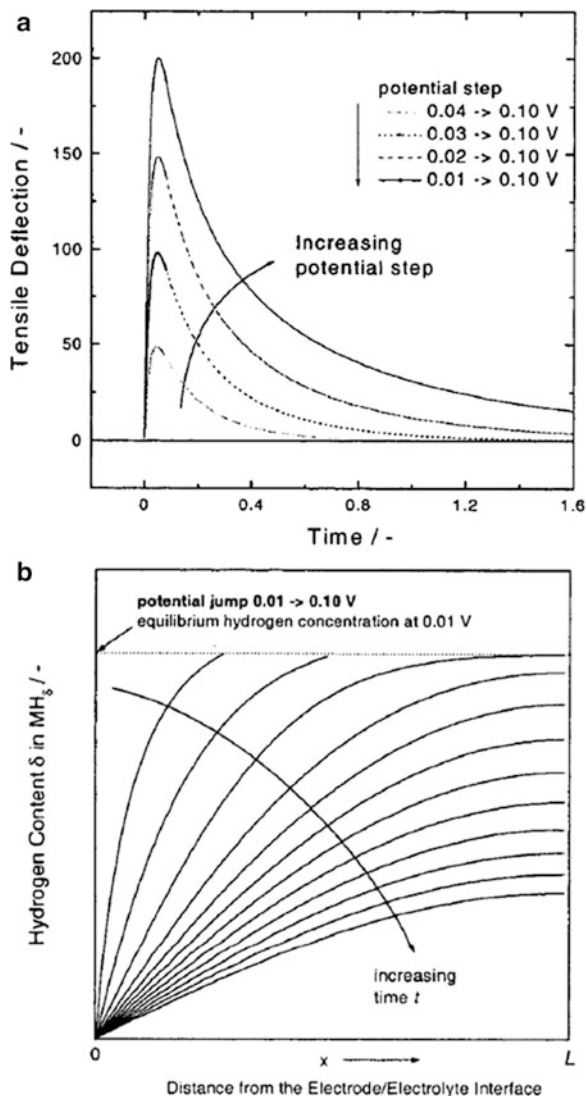 a
Tensile Deflection / -
200
150
100
50
0
potential step
0.04 -> 0.10 V
0.03 -> 0.10 V
0.02 -> 0.10 V
0.01 -> 0.10 V
Increasing
potential step
0
0.4
0.8
1.2
1.6
Time / -
b
Hydrogen Content δ in MHδ / -
potential jump 0.01 -> 0.10 V
equilibrium hydrogen concentration at 0.01 V
increasing
time t
0
x
L
Distance from the Electrode/Electrolyte Interface